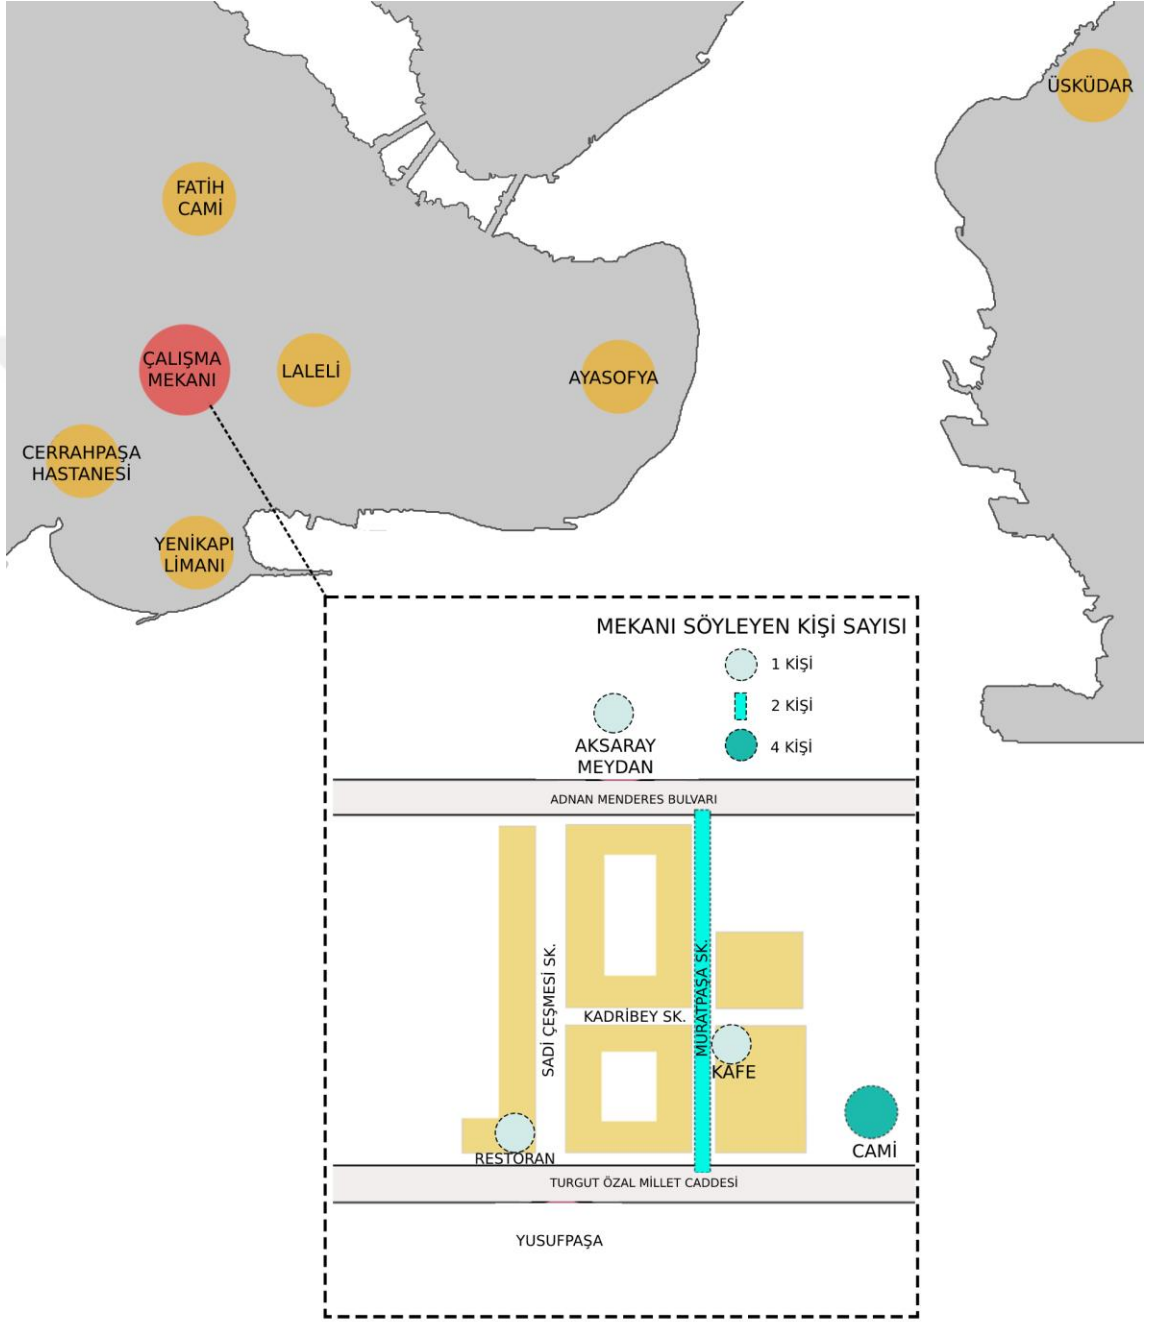 ÜSKÜDAR
FATİH
CAMİ
ÇALIŞMA
MEKANI
LALELİ
AYASOFYA
CERRAHPAŞA
HASTANESİ
YENİKAPI
LİMANI
MEKANI SÖYLEYEN KİŞİ SAYISI
1 KİŞİ
2 KİŞİ
4 KİŞİ
AKSARAY
MEYDAN
ADNAN MENDERES BULVARI
SADİ ÇEŞMESİ SK.
KADRİBEY SK.
MURATPAŞA SK.
KAFE
CAMİ
RESTORAN
TURGUT ÖZAL MİLLET CADDESİ
YUSUFPAŞA